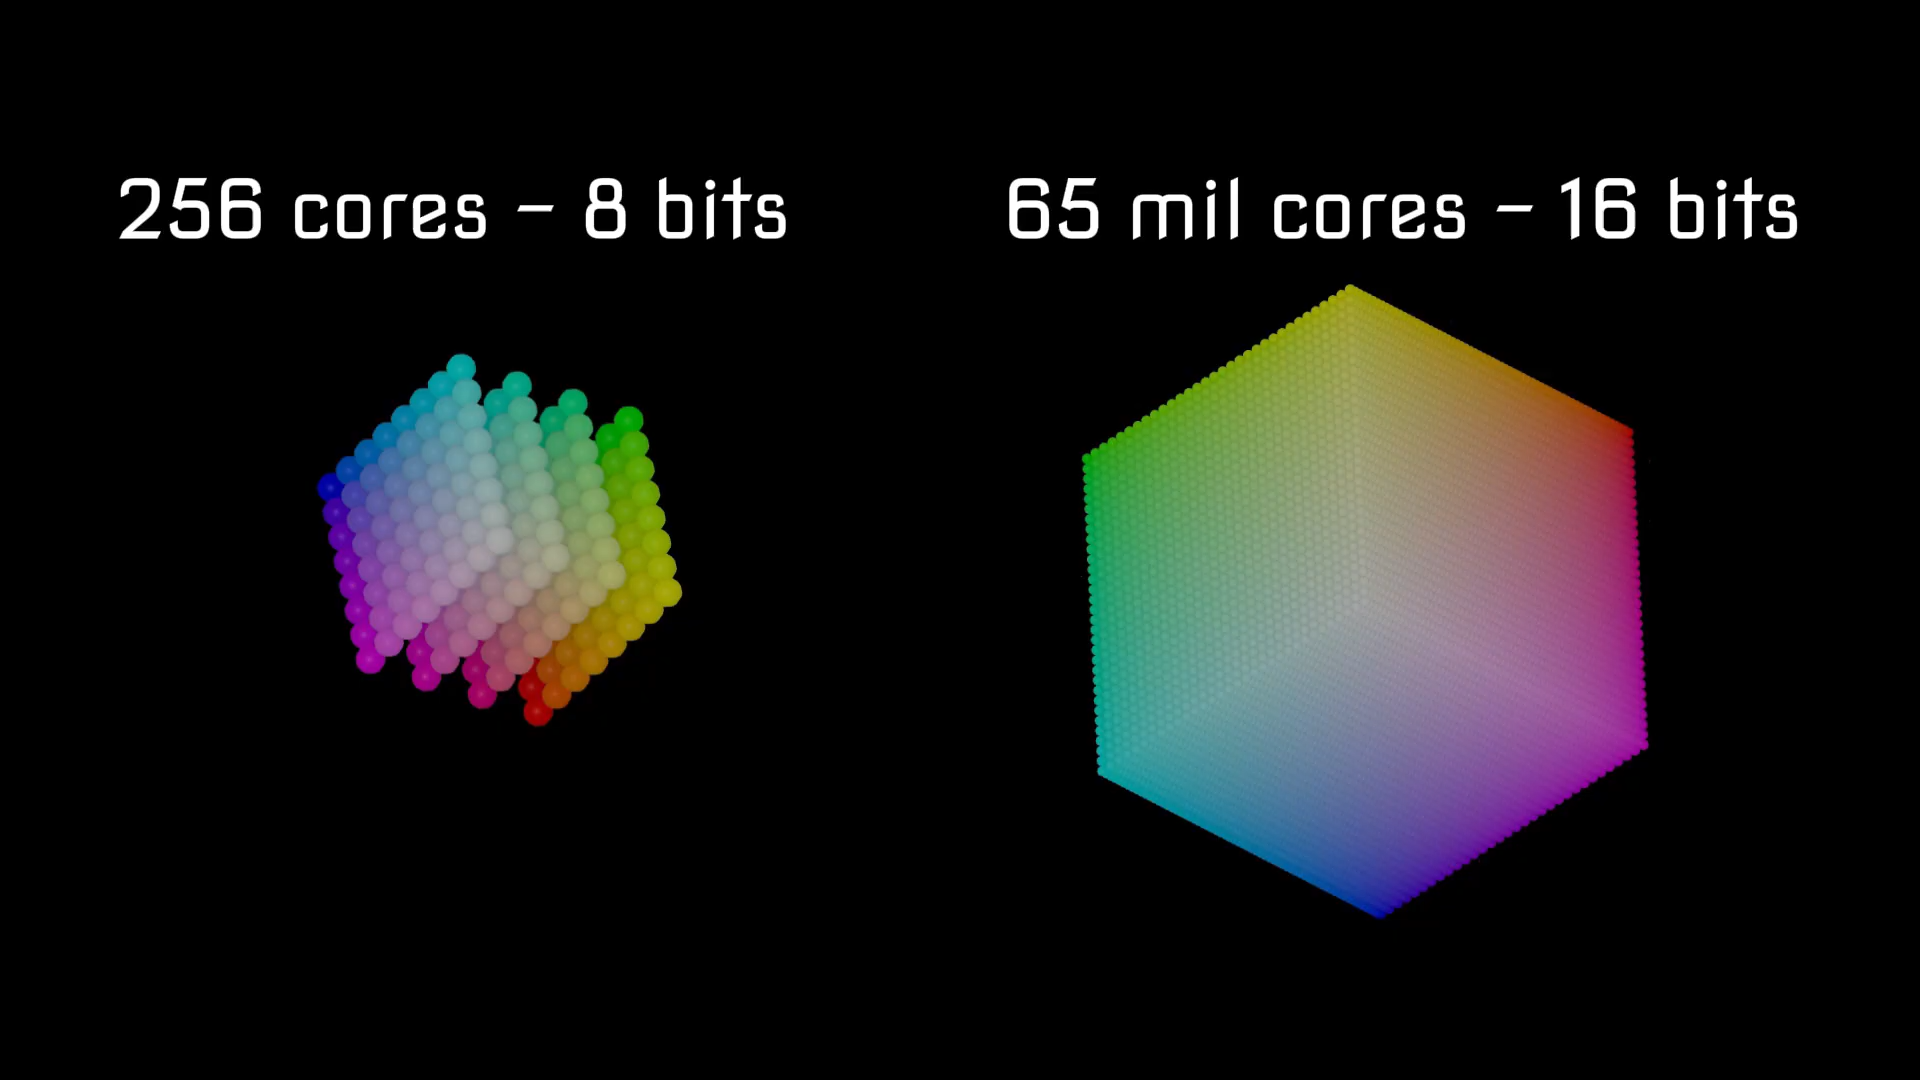 256 cores - 8 bits
65 mil cores - 16 bits